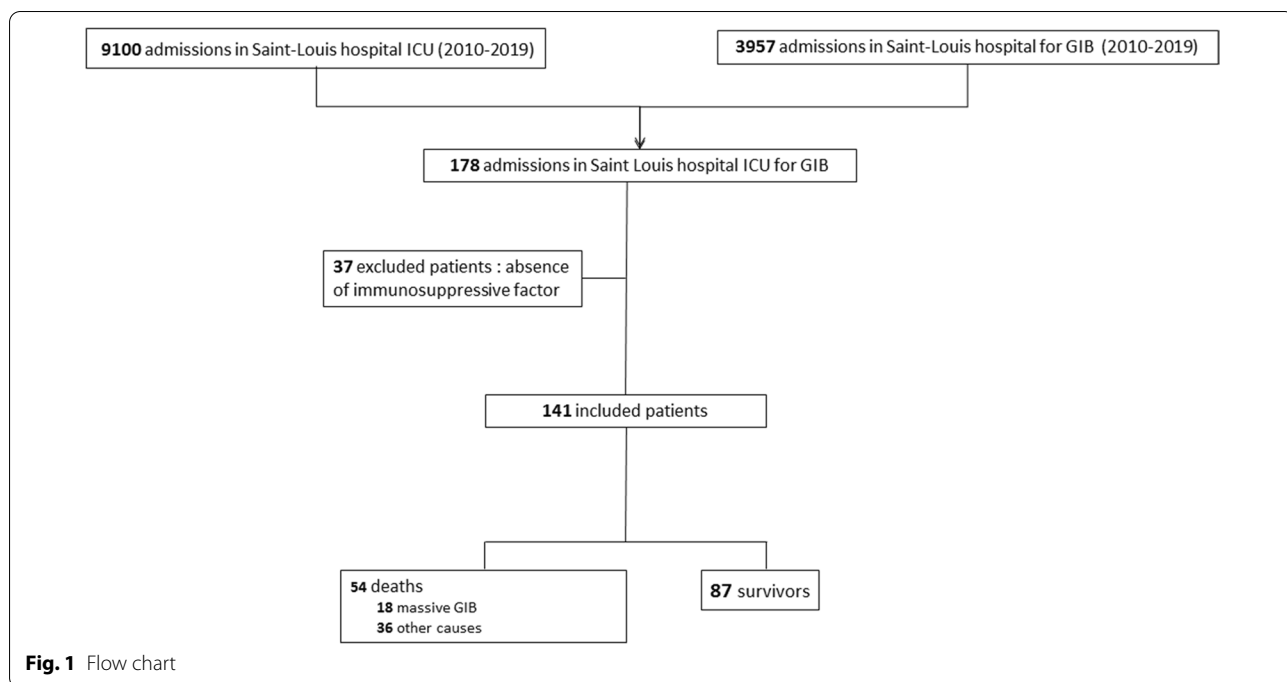 9100 admissions in Saint-Louis hospital ICU (2010-2019)
3957 admissions in Saint-Louis hospital for GIB (2010-2019)
178 admissions in Saint Louis hospital ICU for GIB
37 excluded patients : absence
of immunosuppressive factor
141 included patients
54 deaths
18 massive GIB
36 other causes
87 survivors
Fig. 1 Flow chart